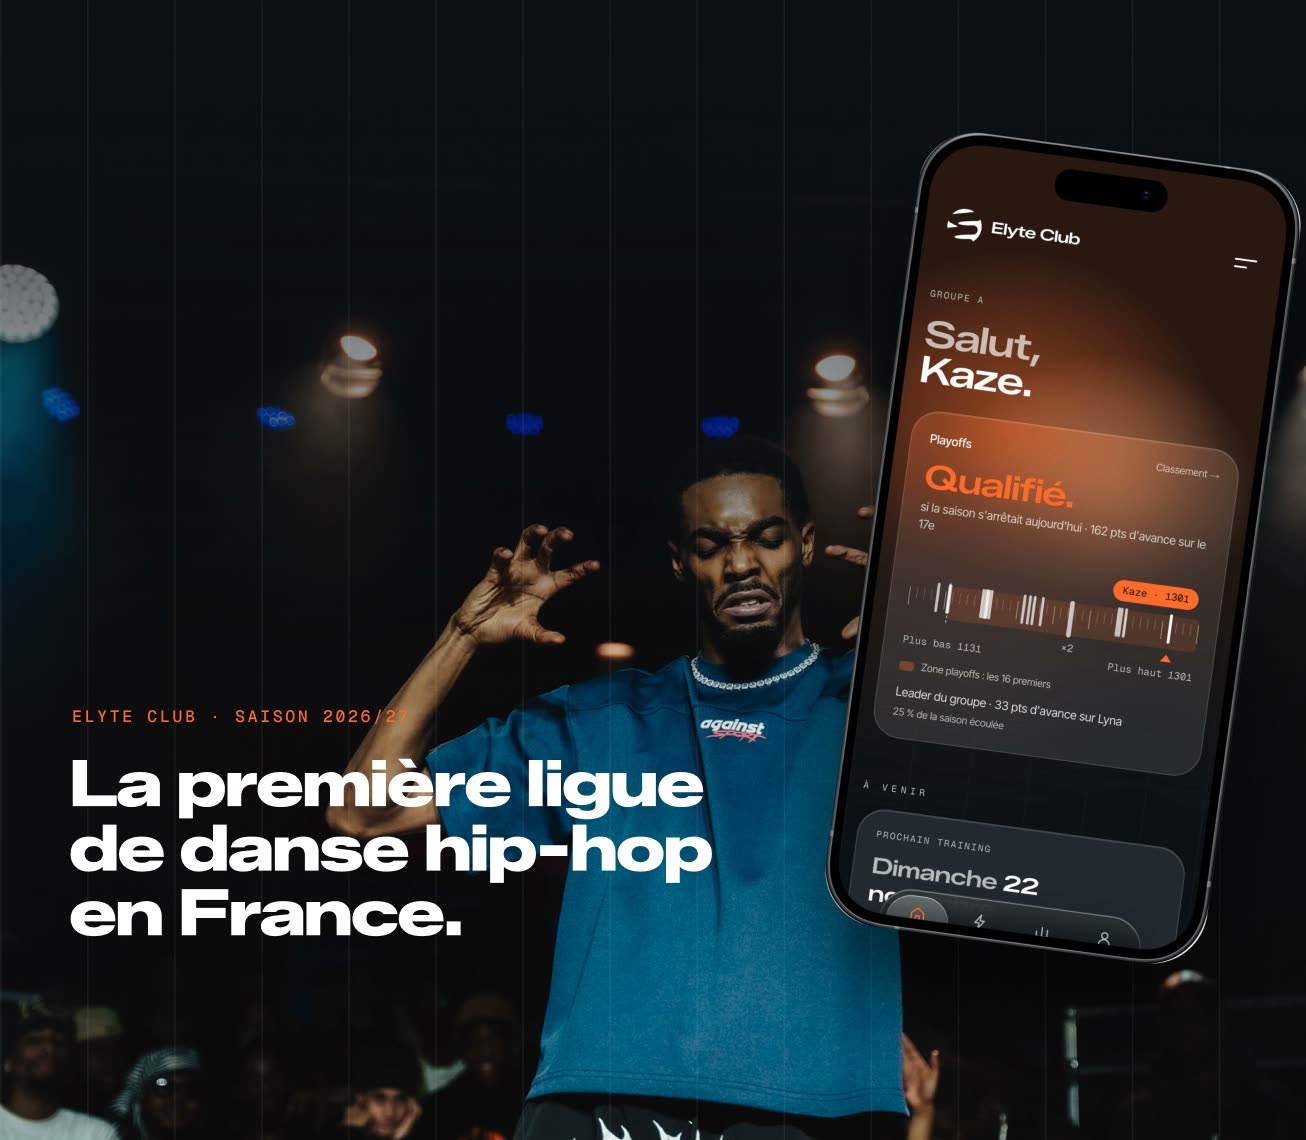 Elyte Club
GROUPE A
Salut,
Kaze.
Playoffs
Classement →
Qualifié.
si la saison s'arrêtait aujourd'hui · 162 pts d'avance sur le
17e
Kaze · 1301
Plus bas 1131
×2
Plus haut 1301
Zone playoffs : les 16 premiers
Leader du groupe · 33 pts d'avance sur Lyna
25 % de la saison écoulée
À VENIR
PROCHAIN TRAINING
Dimanche 22
against
ELYTE CLUB · SAISON 2026/27
La première ligue
de danse hip-hop
en France.